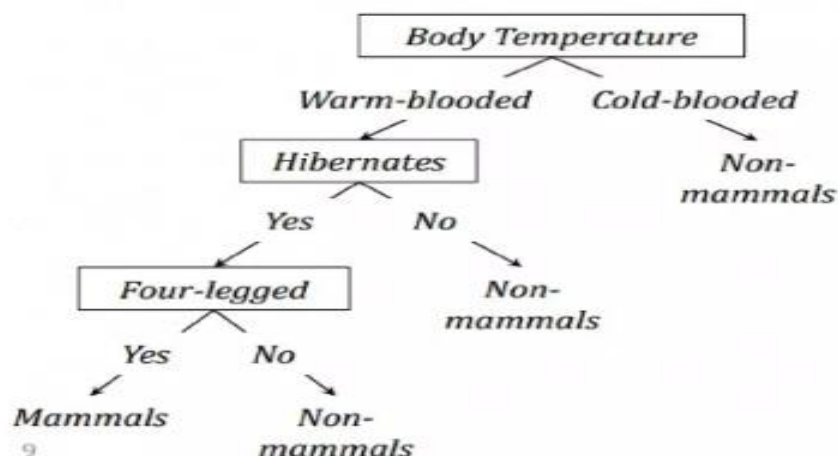 Body Temperature
Warm-blooded Cold-blooded
Hibernates
Non-
mammals
Yes No
Four-legged
Non-
mammals
Yes No
Mammals
Non-
mammals
9